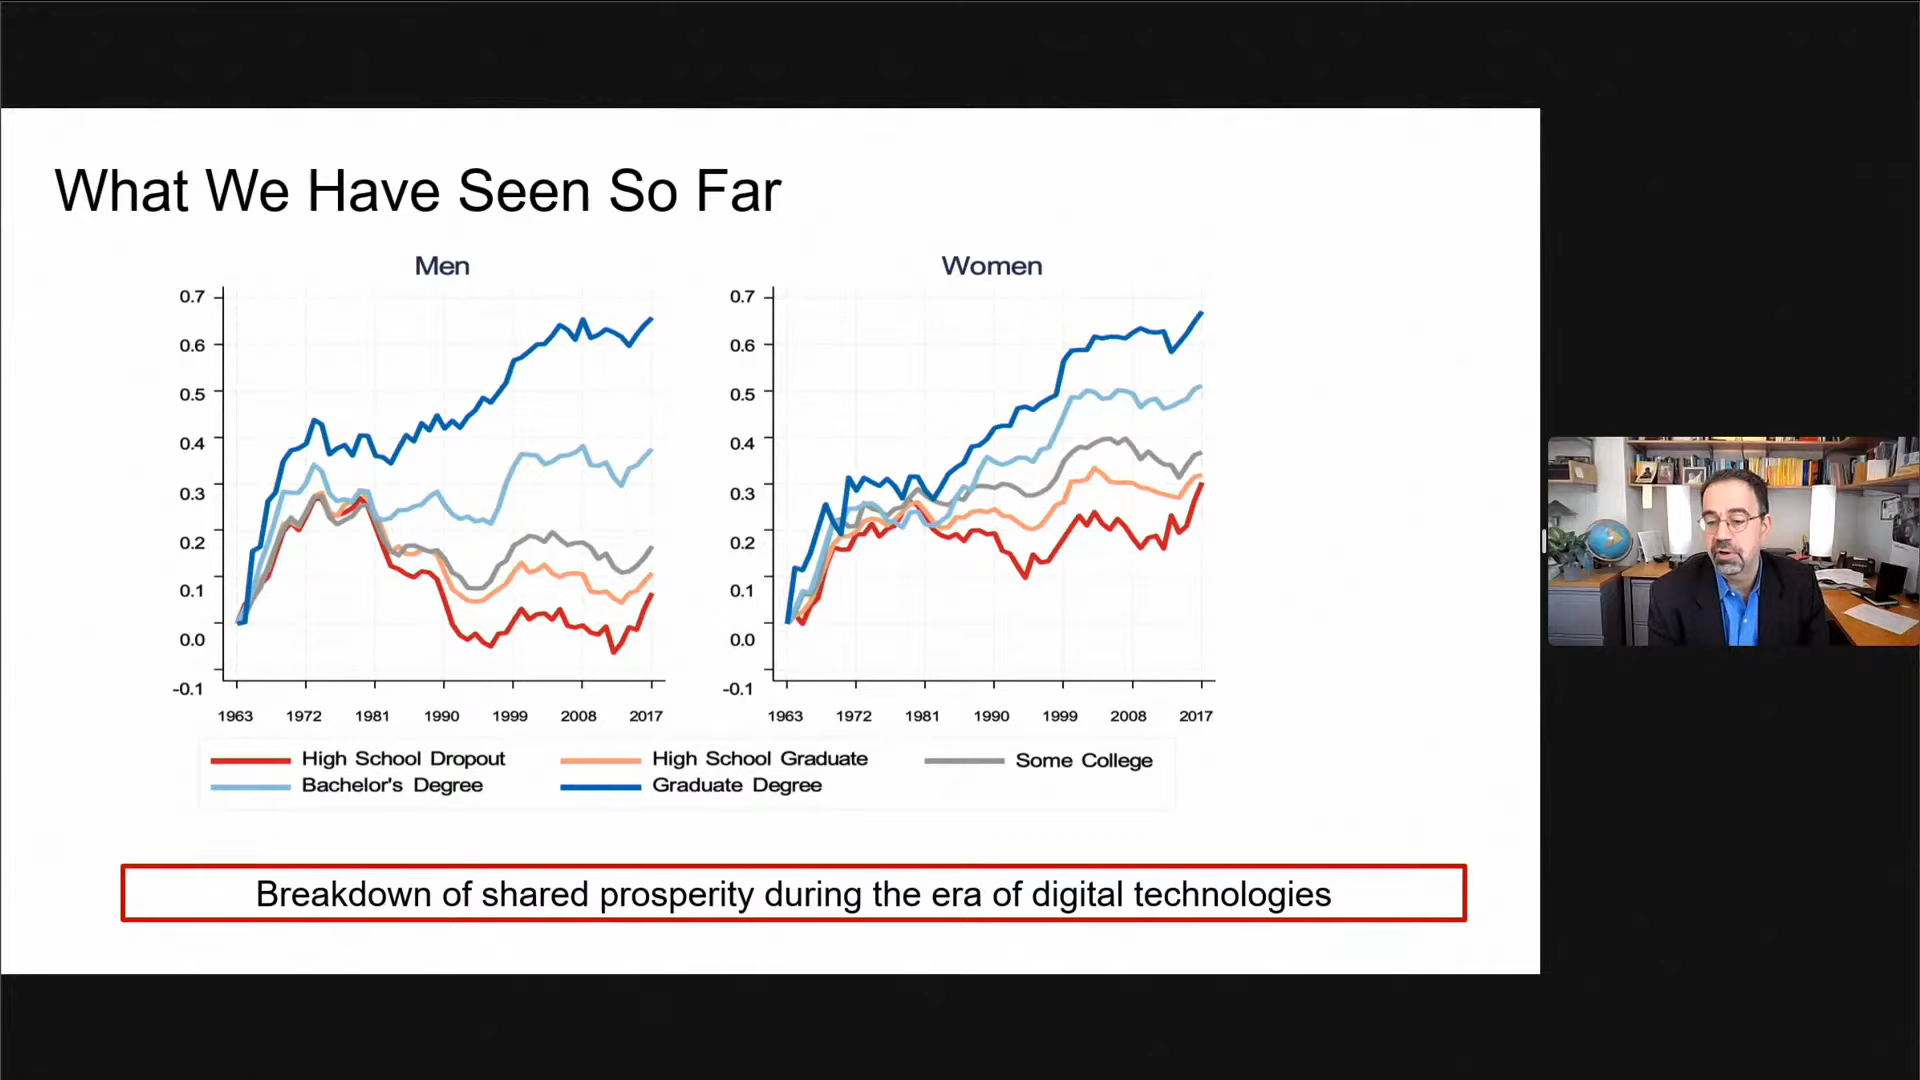 What We Have Seen So Far
Men
0.7
0.6
0.5
0.4
0.3
0.2
0.1
0.0
-0.1
1963 1972 1981 1990 1999 2008 2017
Women
0.7
0.6
0.5
0.4
0.3
0.2
0.1
0.0
-0.1
1963 1972 1981 1990 1999 2008 2017
High School Dropout High School Graduate Some College
Bachelor's Degree Graduate Degree
Breakdown of shared prosperity during the era of digital technologies